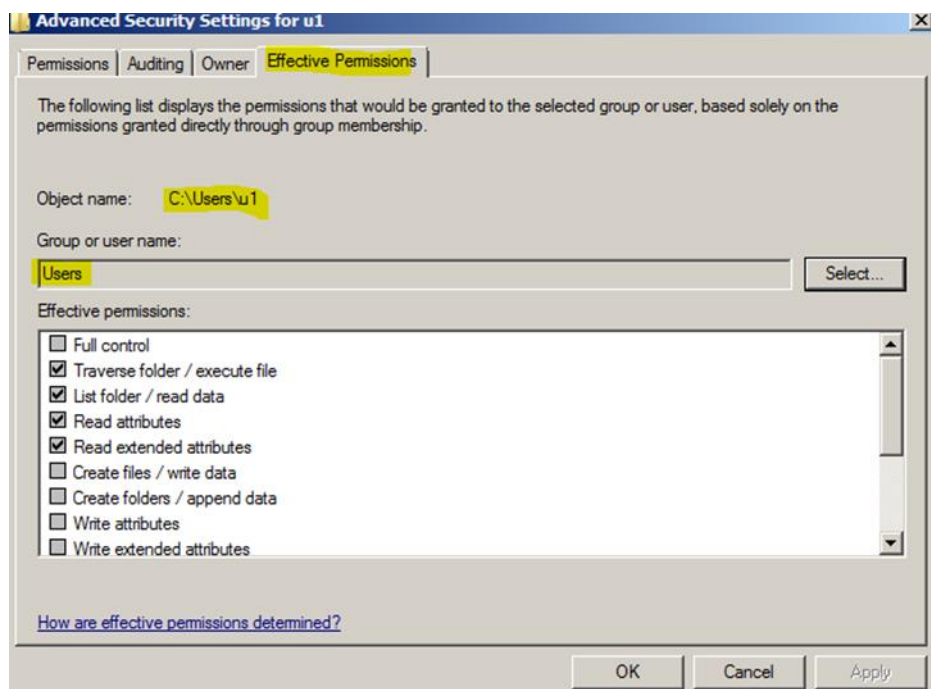 Advanced Security Settings for u1
Permissions Auditing Owner Effective Permissions
The following list displays the permissions that would be granted to the selected group or user, based solely on the
permissions granted directly through group membership.
Object name: C:\Users\u1
Group or user name:
Users
Select...
Effective permissions:
Full control
Traverse folder / execute file
List folder / read data
Read attributes
Read extended attributes
Create files / write data
Create folders / append data
Write attributes
Write extended attributes
How are effective permissions determined?
OK Cancel Apply